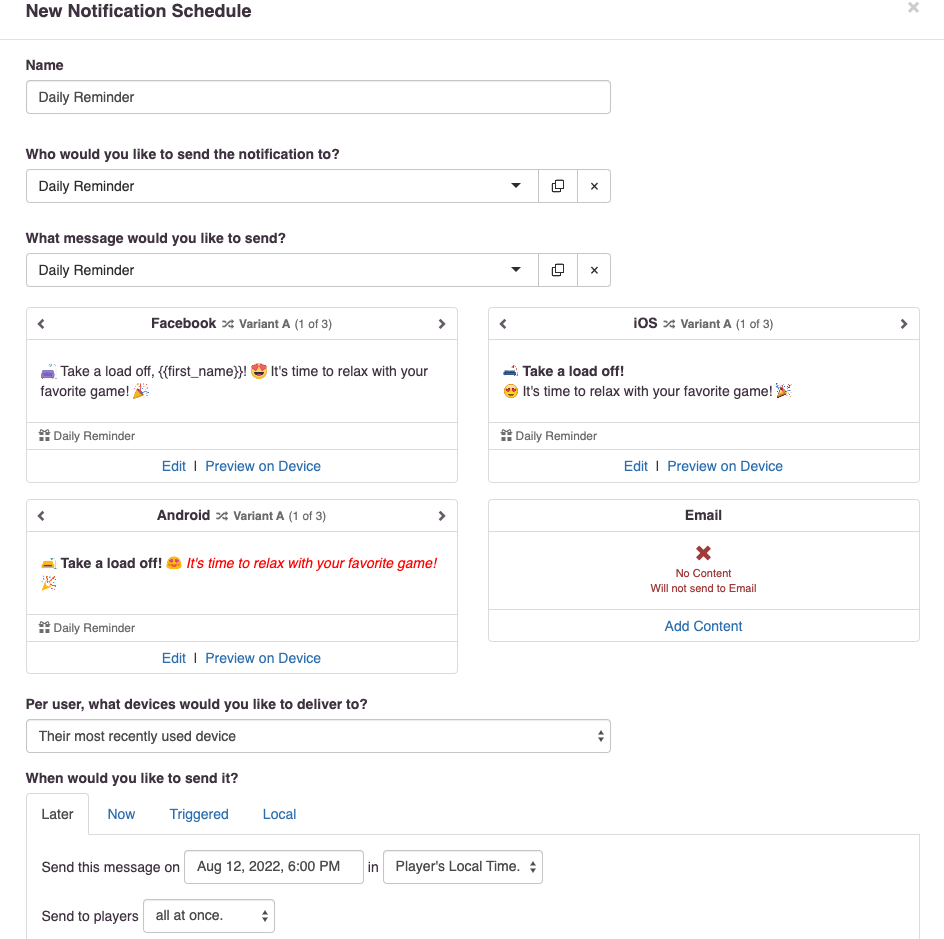 New Notification Schedule ×
Name
Daily Reminder
Who would you like to send the notification to?
Daily Reminder ×
What message would you like to send?
Daily Reminder ×
Facebook Variant A (1 of 3)
🛋️ Take a load off, {{first_name}}! 😍 It's time to relax with your
favorite game! 🎉
Daily Reminder
Edit | Preview on Device
iOS Variant A (1 of 3)
🛋️ Take a load off!
😍 It's time to relax with your favorite game! 🎉
Daily Reminder
Edit | Preview on Device
Android Variant A (1 of 3)
🛋️ Take a load off! 😍 It's time to relax with your favorite game!
🎉
Daily Reminder
Edit | Preview on Device
Email
No Content
Will not send to Email
Add Content
Per user, what devices would you like to deliver to?
Their most recently used device
When would you like to send it?
Later Now Triggered Local
Send this message on Aug 12, 2022, 6:00 PM in Player's Local Time.
Send to players all at once.